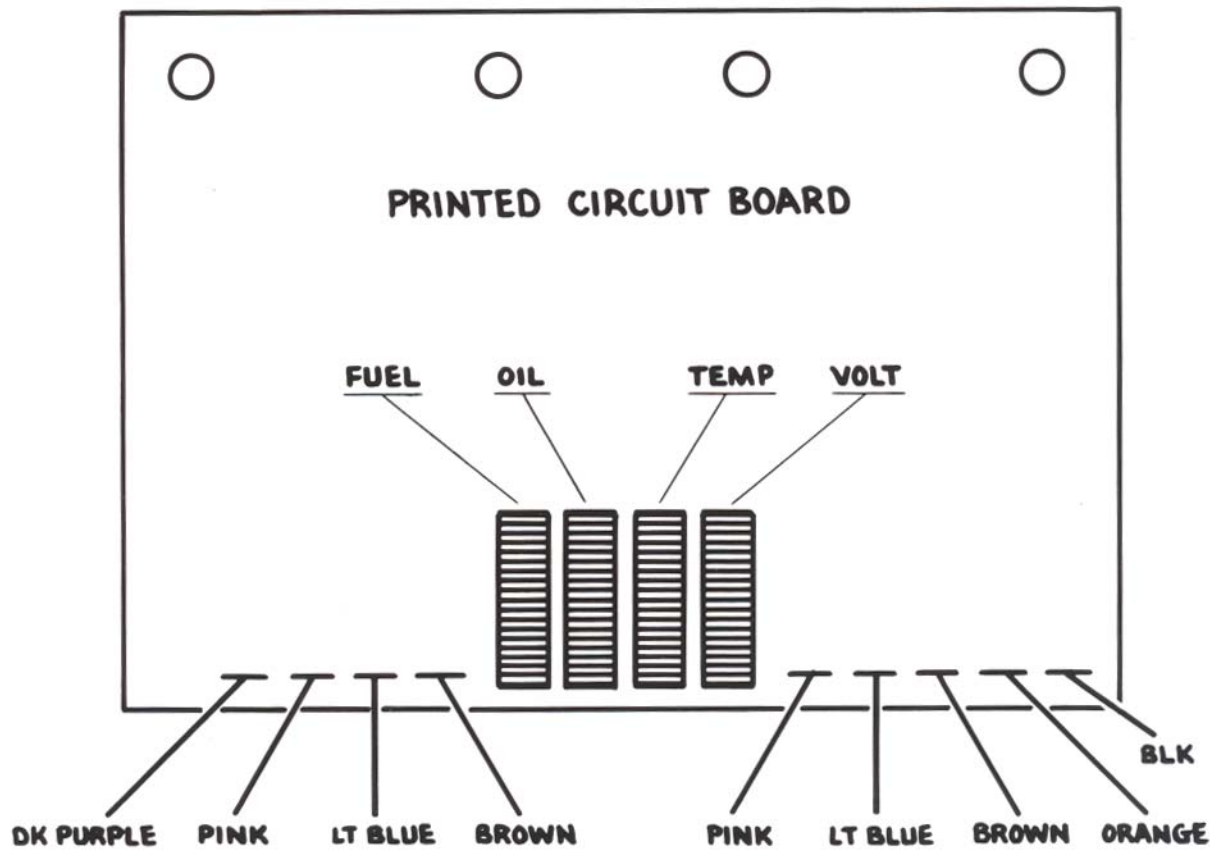 PRINTED CIRCUIT BOARD
FUEL OIL TEMP VOLT
BLK
DK PURPLE PINK LT BLUE BROWN PINK LT BLUE BROWN ORANGE